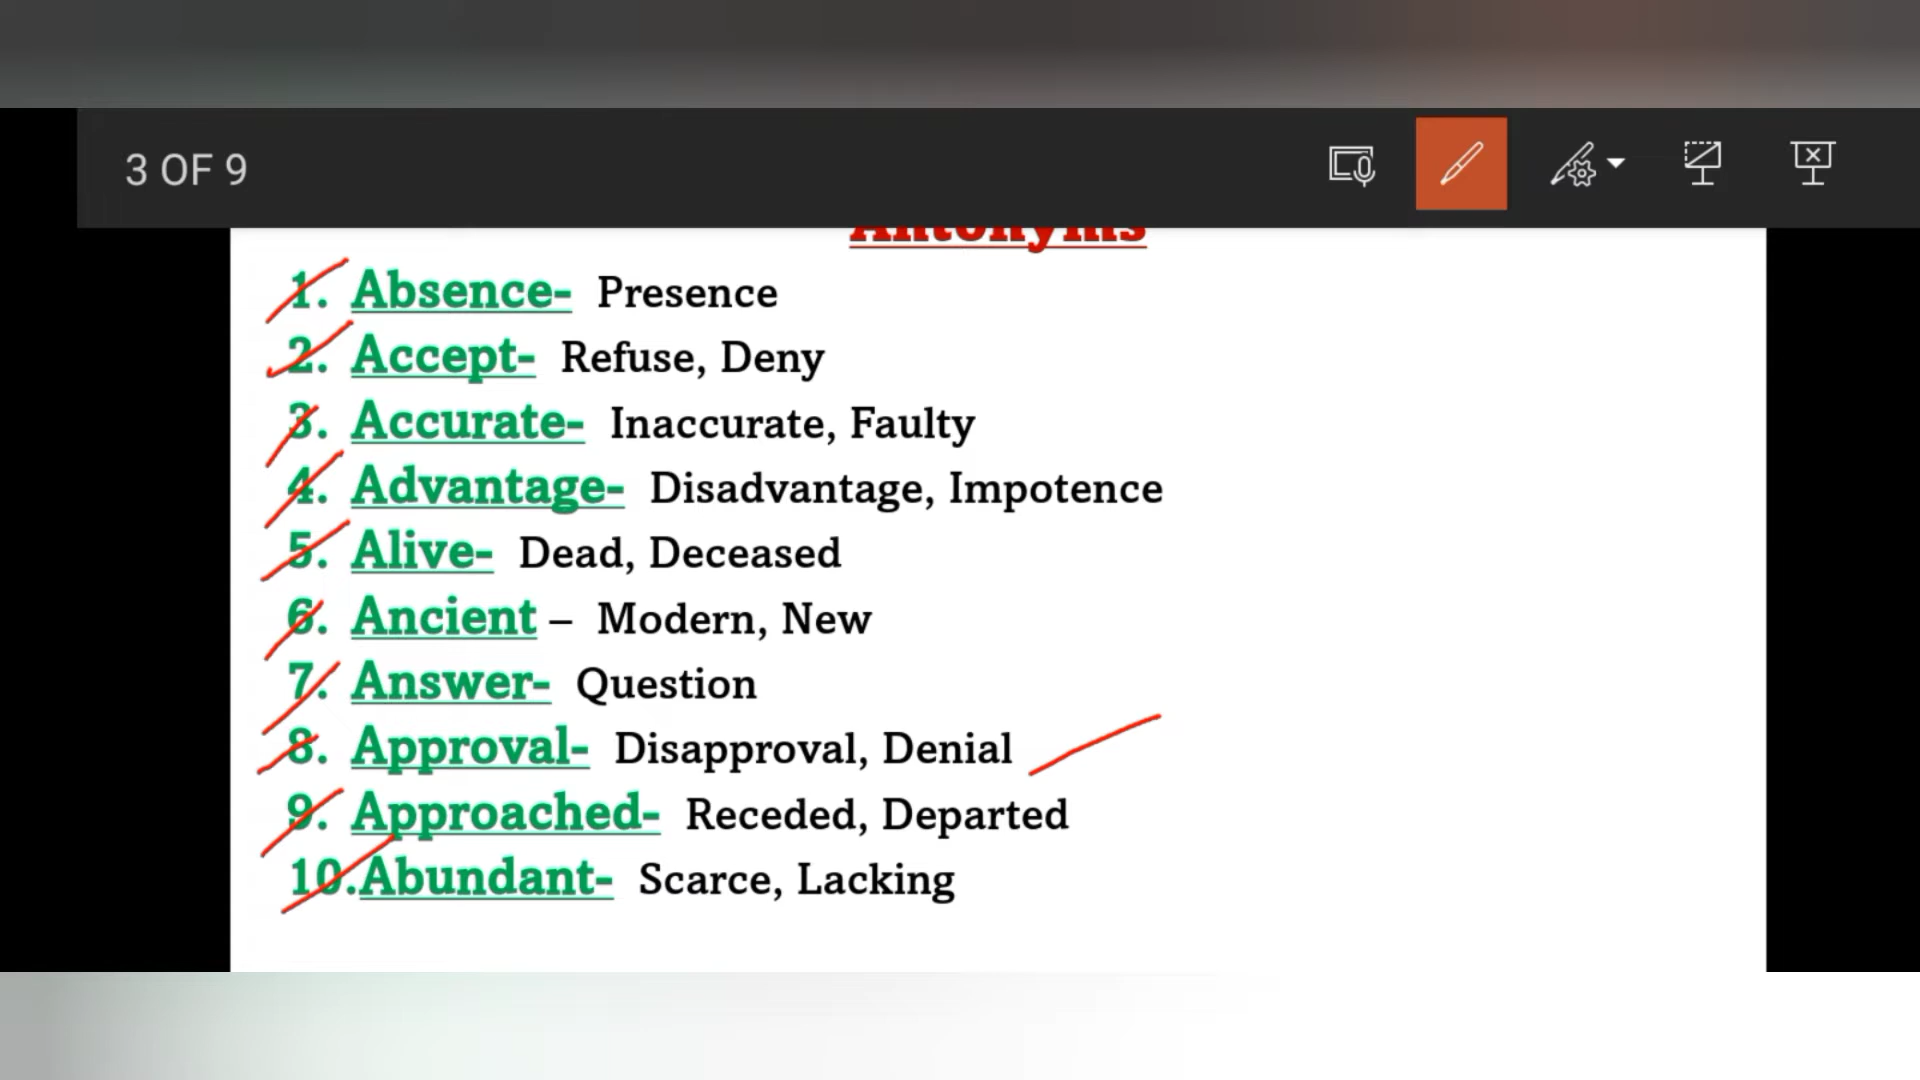 3 OF 9
Antonyms
1. Absence- Presence
2. Accept- Refuse, Deny
3. Accurate- Inaccurate, Faulty
4. Advantage- Disadvantage, Impotence
5. Alive- Dead, Deceased
6. Ancient – Modern, New
7. Answer- Question
8. Approval- Disapproval, Denial
9. Approached- Receded, Departed
10.Abundant- Scarce, Lacking